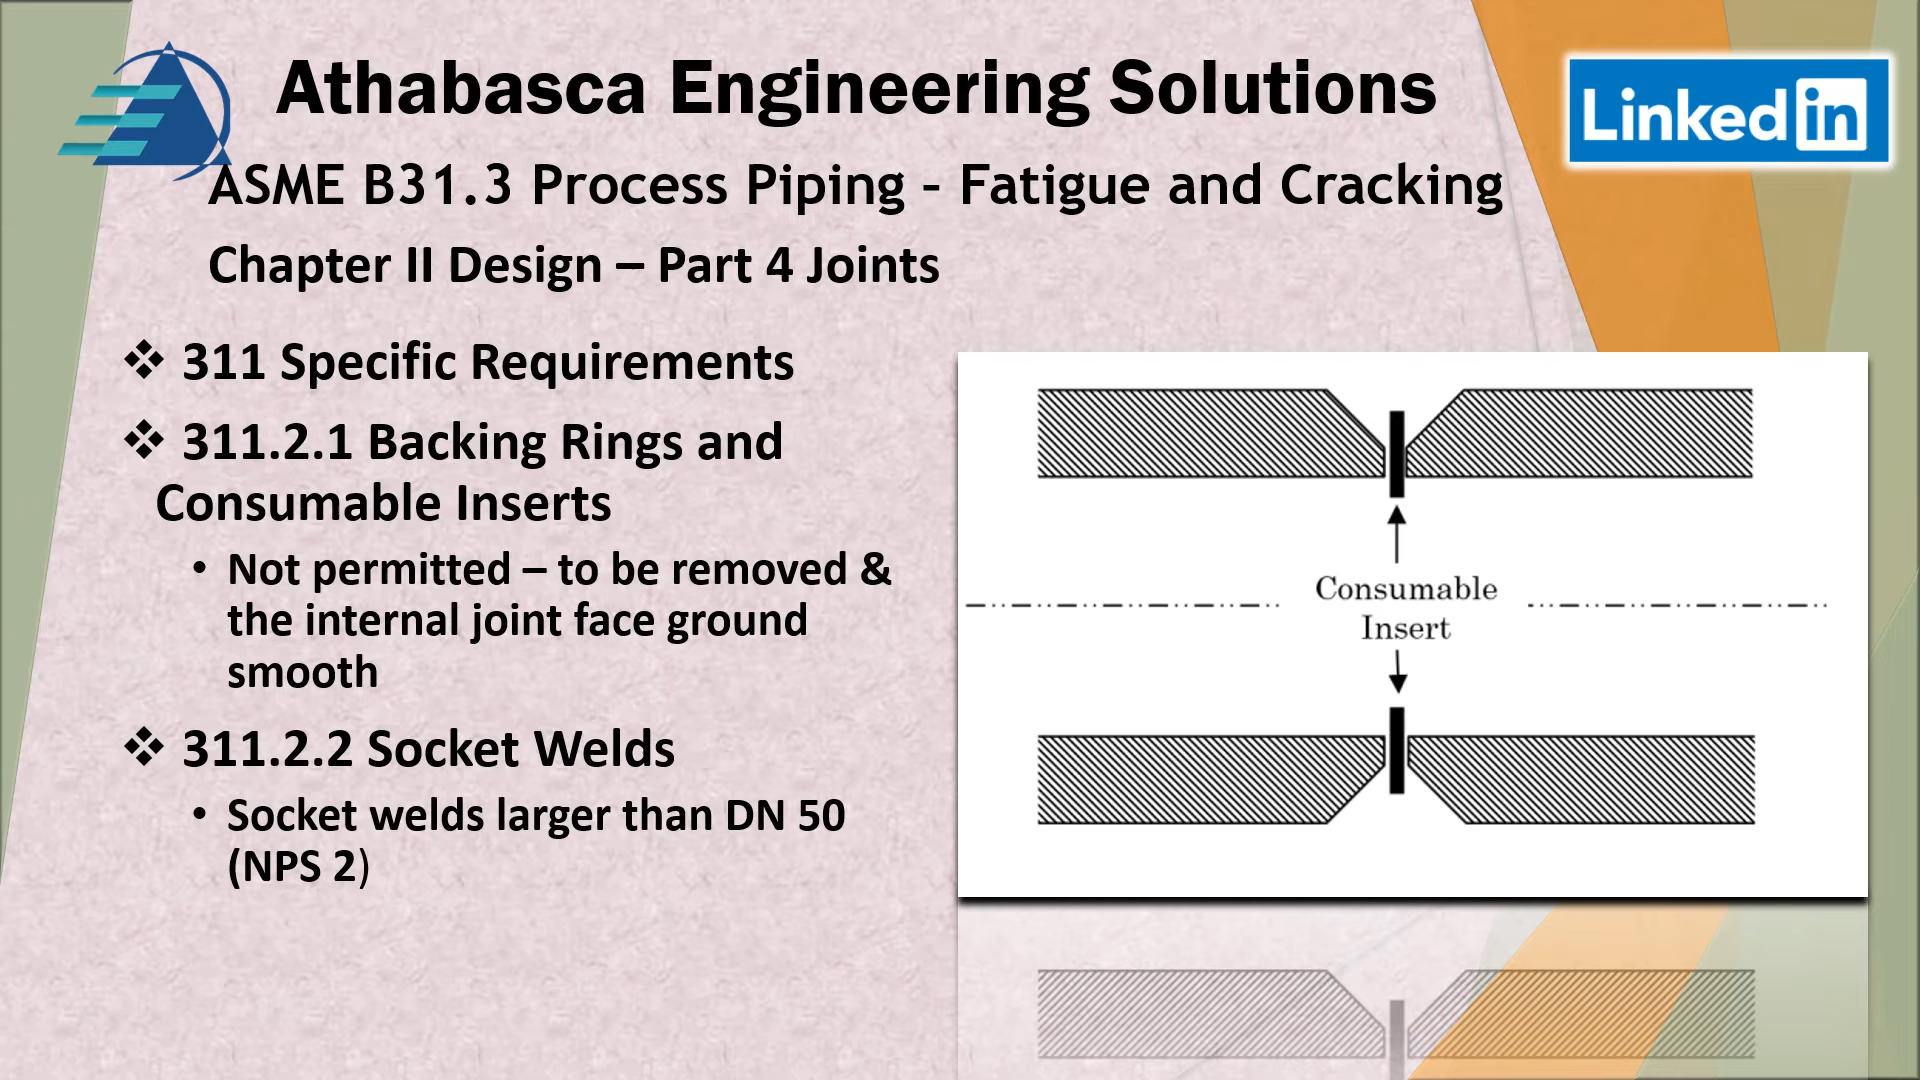 Athabasca Engineering Solutions
Linked in
ASME B31.3 Process Piping - Fatigue and Cracking
Chapter II Design – Part 4 Joints
❖ 311 Specific Requirements
❖ 311.2.1 Backing Rings and
Consumable Inserts
• Not permitted – to be removed &
the internal joint face ground
smooth
❖ 311.2.2 Socket Welds
• Socket welds larger than DN 50
(NPS 2)
Consumable
Insert